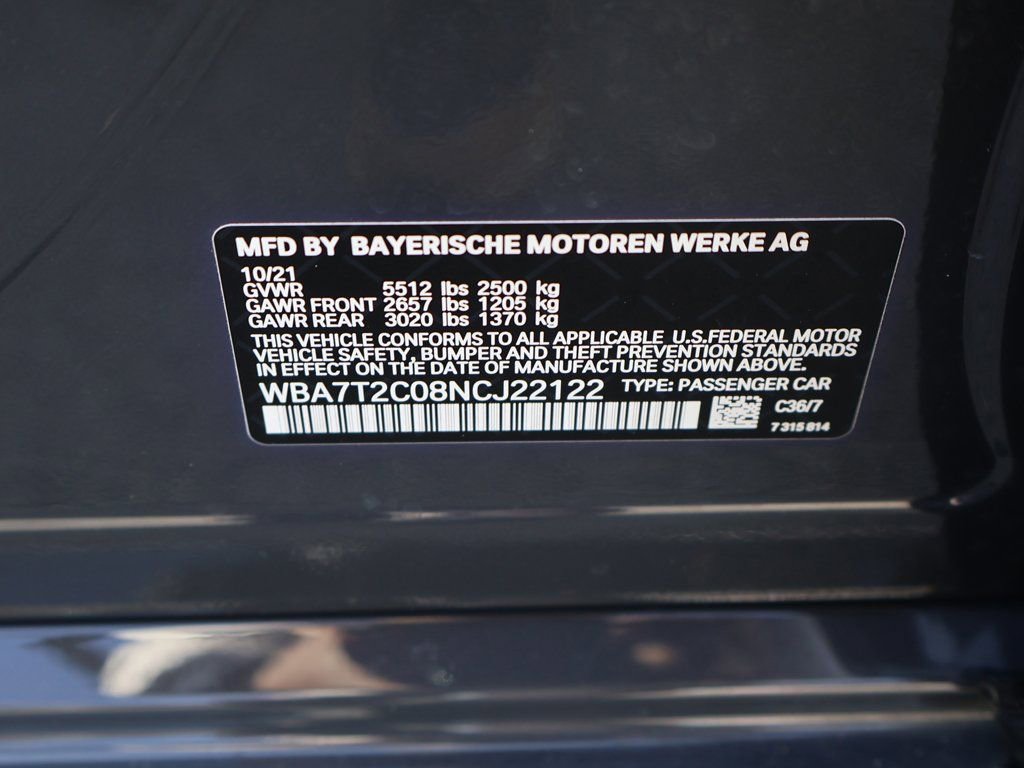 MFD BY BAYERISCHE MOTOREN WERKE AG
10/21
GVWR 5512 lbs 2500 kg
GAWR FRONT 2657 lbs 1205 kg
GAWR REAR 3020 lbs 1370 kg
THIS VEHICLE CONFORMS TO ALL APPLICABLE U.S.FEDERAL MOTOR
VEHICLE SAFETY, BUMPER AND THEFT PREVENTION STANDARDS
IN EFFECT ON THE DATE OF MANUFACTURE SHOWN ABOVE.
WBA7T2C08NCJ22122 TYPE: PASSENGER CAR
C36/7
7 315 814